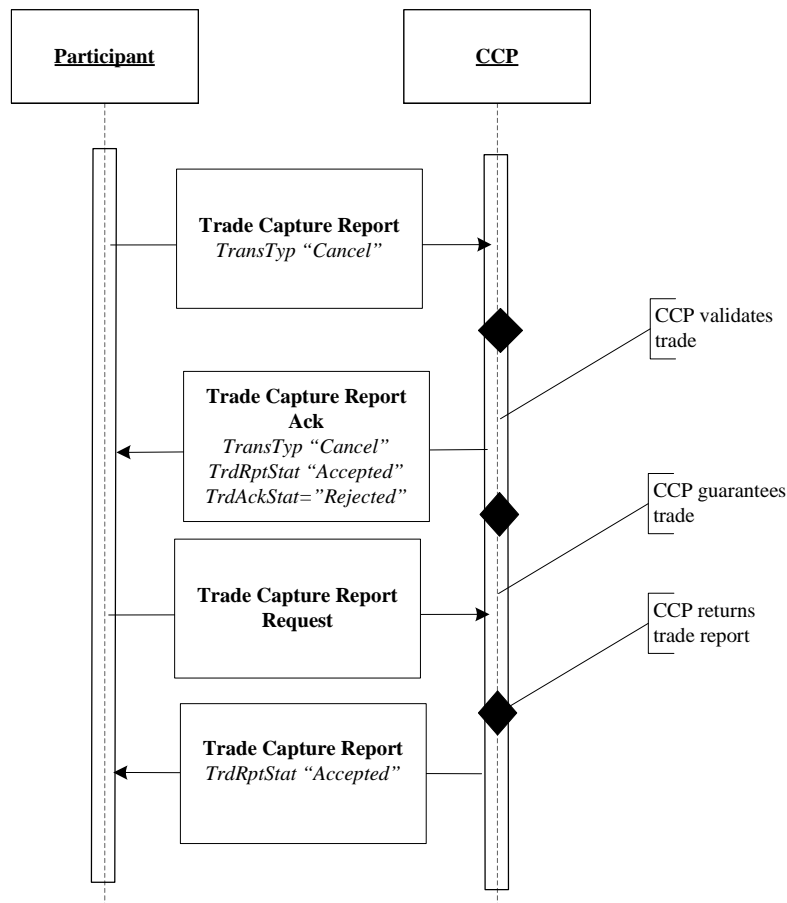 Participant
CCP
Trade Capture Report
TransTyp “Cancel”
CCP validates
trade
Trade Capture Report
Ack
TransTyp “Cancel”
TrdRptStat “Accepted”
TrdAckStat=”Rejected”
CCP guarantees
trade
Trade Capture Report
Request
CCP returns
trade report
Trade Capture Report
TrdRptStat “Accepted”